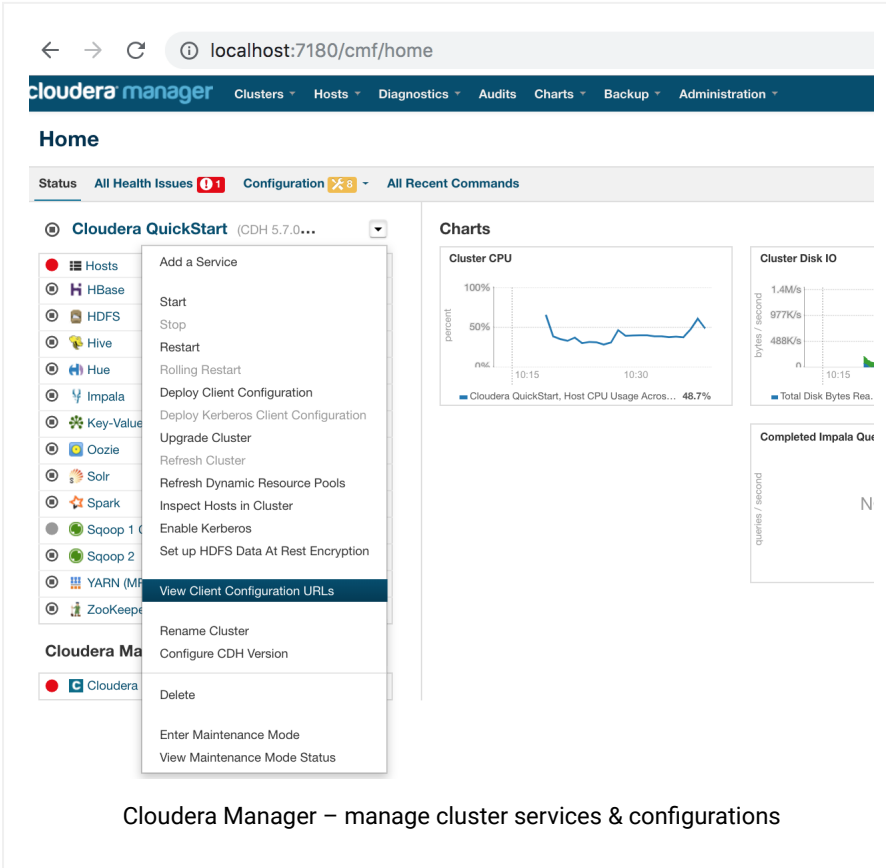 localhost:7180/cmf/home
cloudera manager Clusters Hosts Diagnostics Audits Charts Backup Administration
Home
Status All Health Issues 1 Configuration 8 All Recent Commands
Cloudera QuickStart (CDH 5.7.0...
Hosts
HBase
HDFS
Hive
Hue
Impala
Key-Value
Oozie
Solr
Spark
Sqoop 1
Sqoop 2
YARN (MR
ZooKeepe
Cloudera Ma
Cloudera
Add a Service
Start
Stop
Restart
Rolling Restart
Deploy Client Configuration
Deploy Kerberos Client Configuration
Upgrade Cluster
Refresh Cluster
Refresh Dynamic Resource Pools
Inspect Hosts in Cluster
Enable Kerberos
Set up HDFS Data At Rest Encryption
View Client Configuration URLs
Rename Cluster
Configure CDH Version
Delete
Enter Maintenance Mode
View Maintenance Mode Status
Charts
Cluster CPU
percent
100%
50%
0%
10:15 10:30
Cloudera QuickStart, Host CPU Usage Acros... 48.7%
Cluster Disk IO
bytes / second
1.4M/s
977K/s
488K/s
0
10:15
Total Disk Bytes Rea.
Completed Impala Que
queries / second
N
Cloudera Manager – manage cluster services & configurations